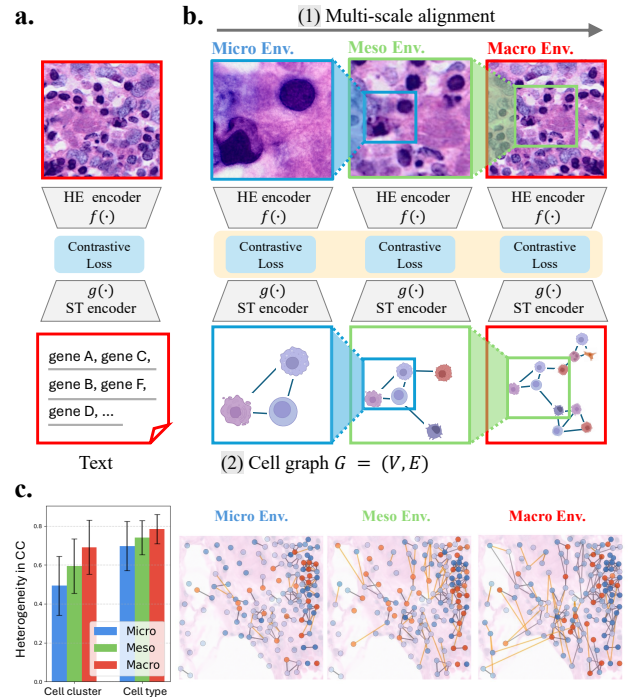 a.
b.
(1) Multi-scale alignment
Micro Env.
Meso Env.
Macro Env.
HE encoder
f(·)
HE encoder
f(·)
HE encoder
f(·)
HE encoder
f(·)
Contrastive
Loss
Contrastive
Loss
Contrastive
Loss
Contrastive
Loss
g(·)
ST encoder
g(·)
ST encoder
g(·)
ST encoder
g(·)
ST encoder
gene A, gene C,
gene B, gene F,
gene D, ...
Text
(2) Cell graph G = (V, E)
c.
Heterogeneity in CC
0.8
0.6
0.4
0.2
0.0
Cell cluster
Cell type
Micro
Meso
Macro
Micro Env.
Meso Env.
Macro Env.